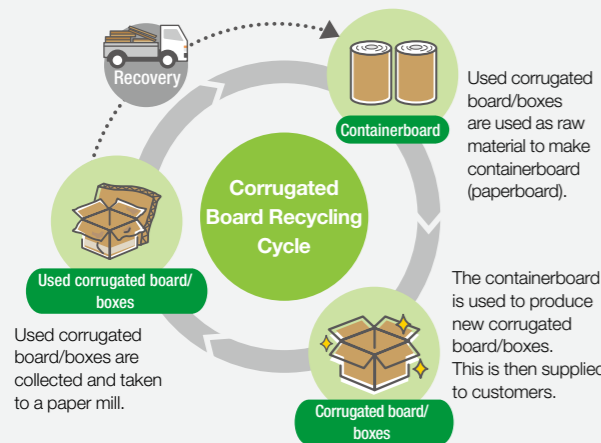 Recovery
Containerboard
Used corrugated
board/boxes
are used as raw
material to make
containerboard
(paperboard).
Corrugated
Board Recycling
Cycle
Used corrugated board/
boxes
Used corrugated
board/boxes are
collected and taken
to a paper mill.
The containerboard
is used to produce
new corrugated
board/boxes.
This is then supplied
to customers.
Corrugated board/
boxes